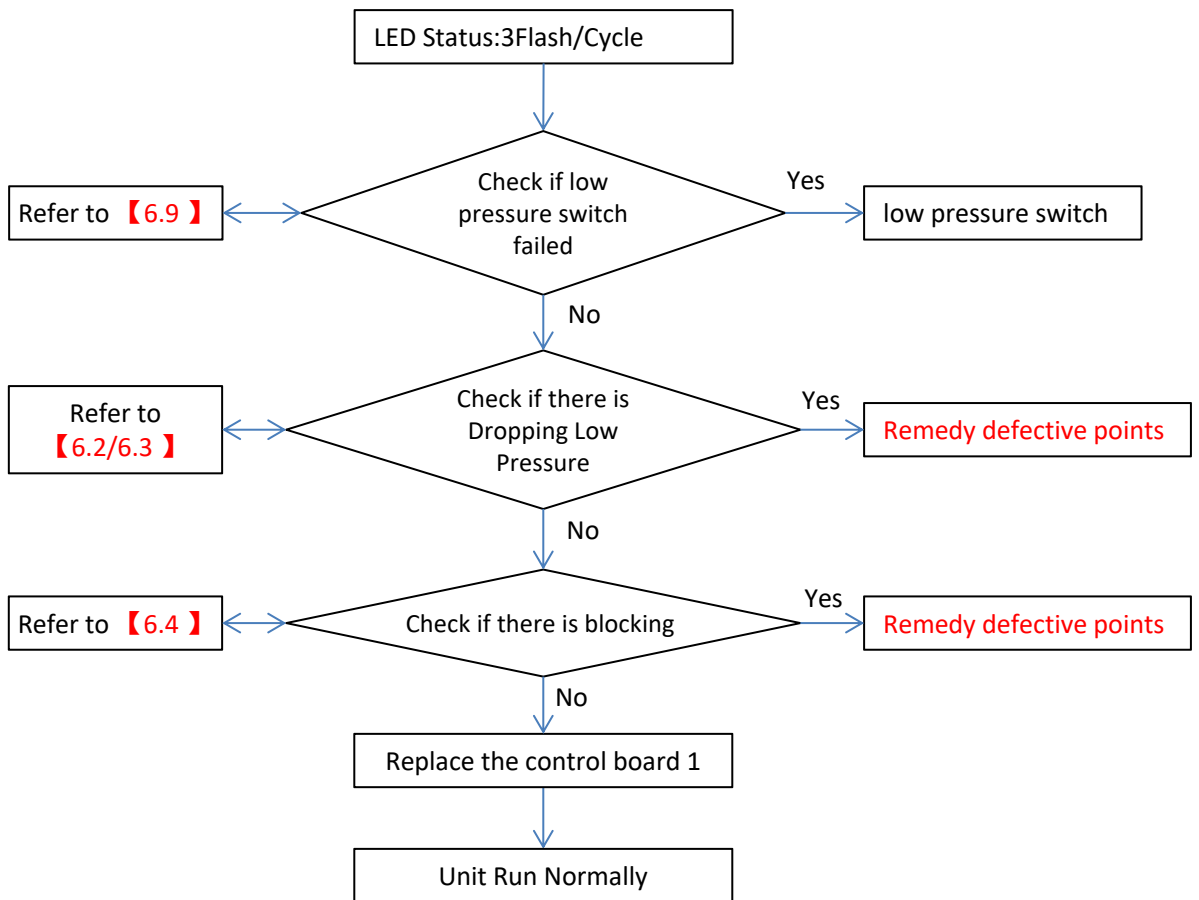 LED Status:3Flash/Cycle
Check if low
pressure switch
failed
Refer to 【6.9 】
Yes
low pressure switch
No
Check if there is
Dropping Low
Pressure
Refer to
【6.2/6.3 】
Yes
Remedy defective points
No
Check if there is blocking
Refer to 【6.4 】
Yes
Remedy defective points
No
Replace the control board 1
Unit Run Normally